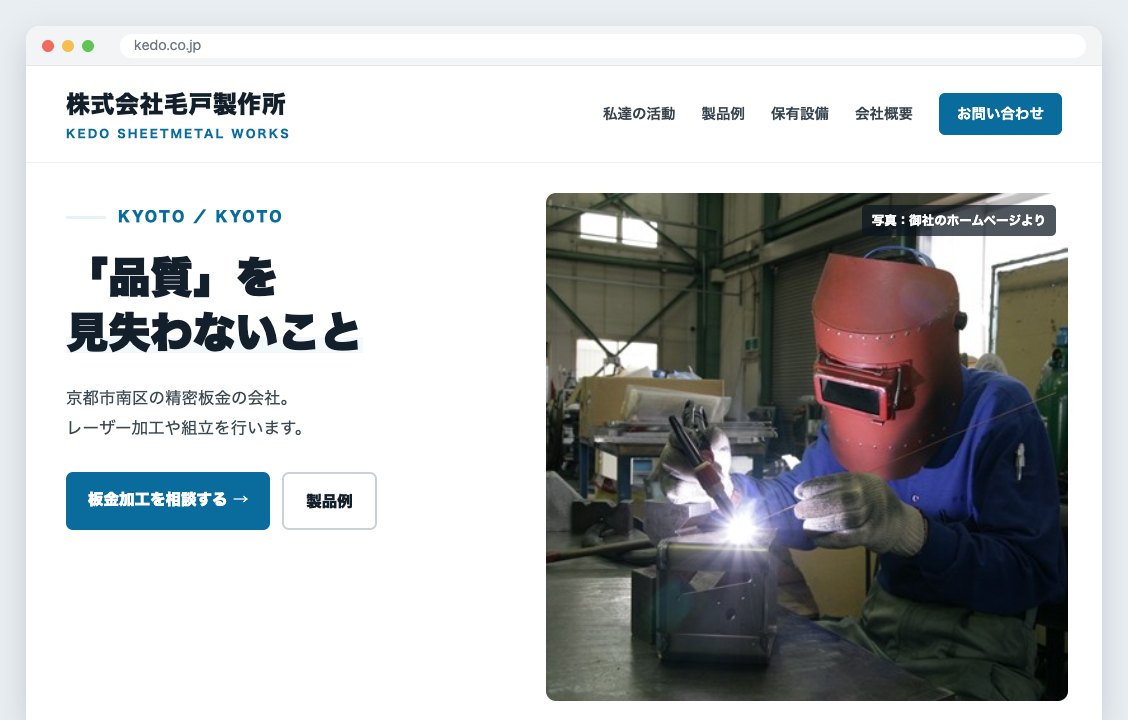 kedo.co.jp
株式会社毛戸製作所
KEDO SHEETMETAL WORKS
私達の活動
製品例
保有設備
会社概要
お問い合わせ
KYOTO ／ KYOTO
写真：御社のホームページより
「品質」を
見失わないこと
京都市南区の精密板金の会社。
レーザー加工や組立を行います。
板金加工を相談する →
製品例